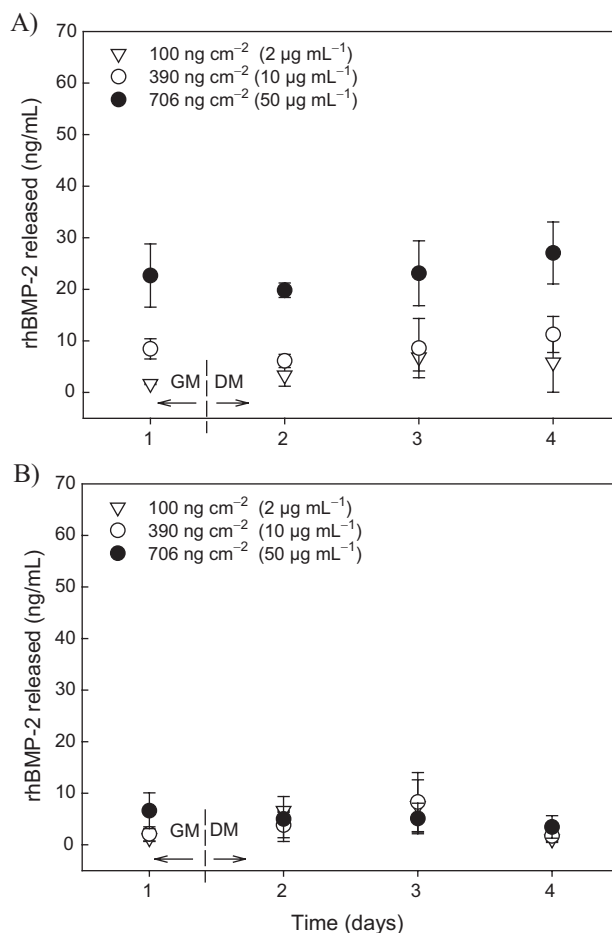 A)
70
60
50
40
30
20
10
0
rhBMP-2 released (ng/mL)
100 ng cm⁻² (2 µg mL⁻¹)
390 ng cm⁻² (10 µg mL⁻¹)
706 ng cm⁻² (50 µg mL⁻¹)
GM DM
1 2 3 4
B)
70
60
50
40
30
20
10
0
rhBMP-2 released (ng/mL)
100 ng cm⁻² (2 µg mL⁻¹)
390 ng cm⁻² (10 µg mL⁻¹)
706 ng cm⁻² (50 µg mL⁻¹)
GM DM
1 2 3 4
Time (days)